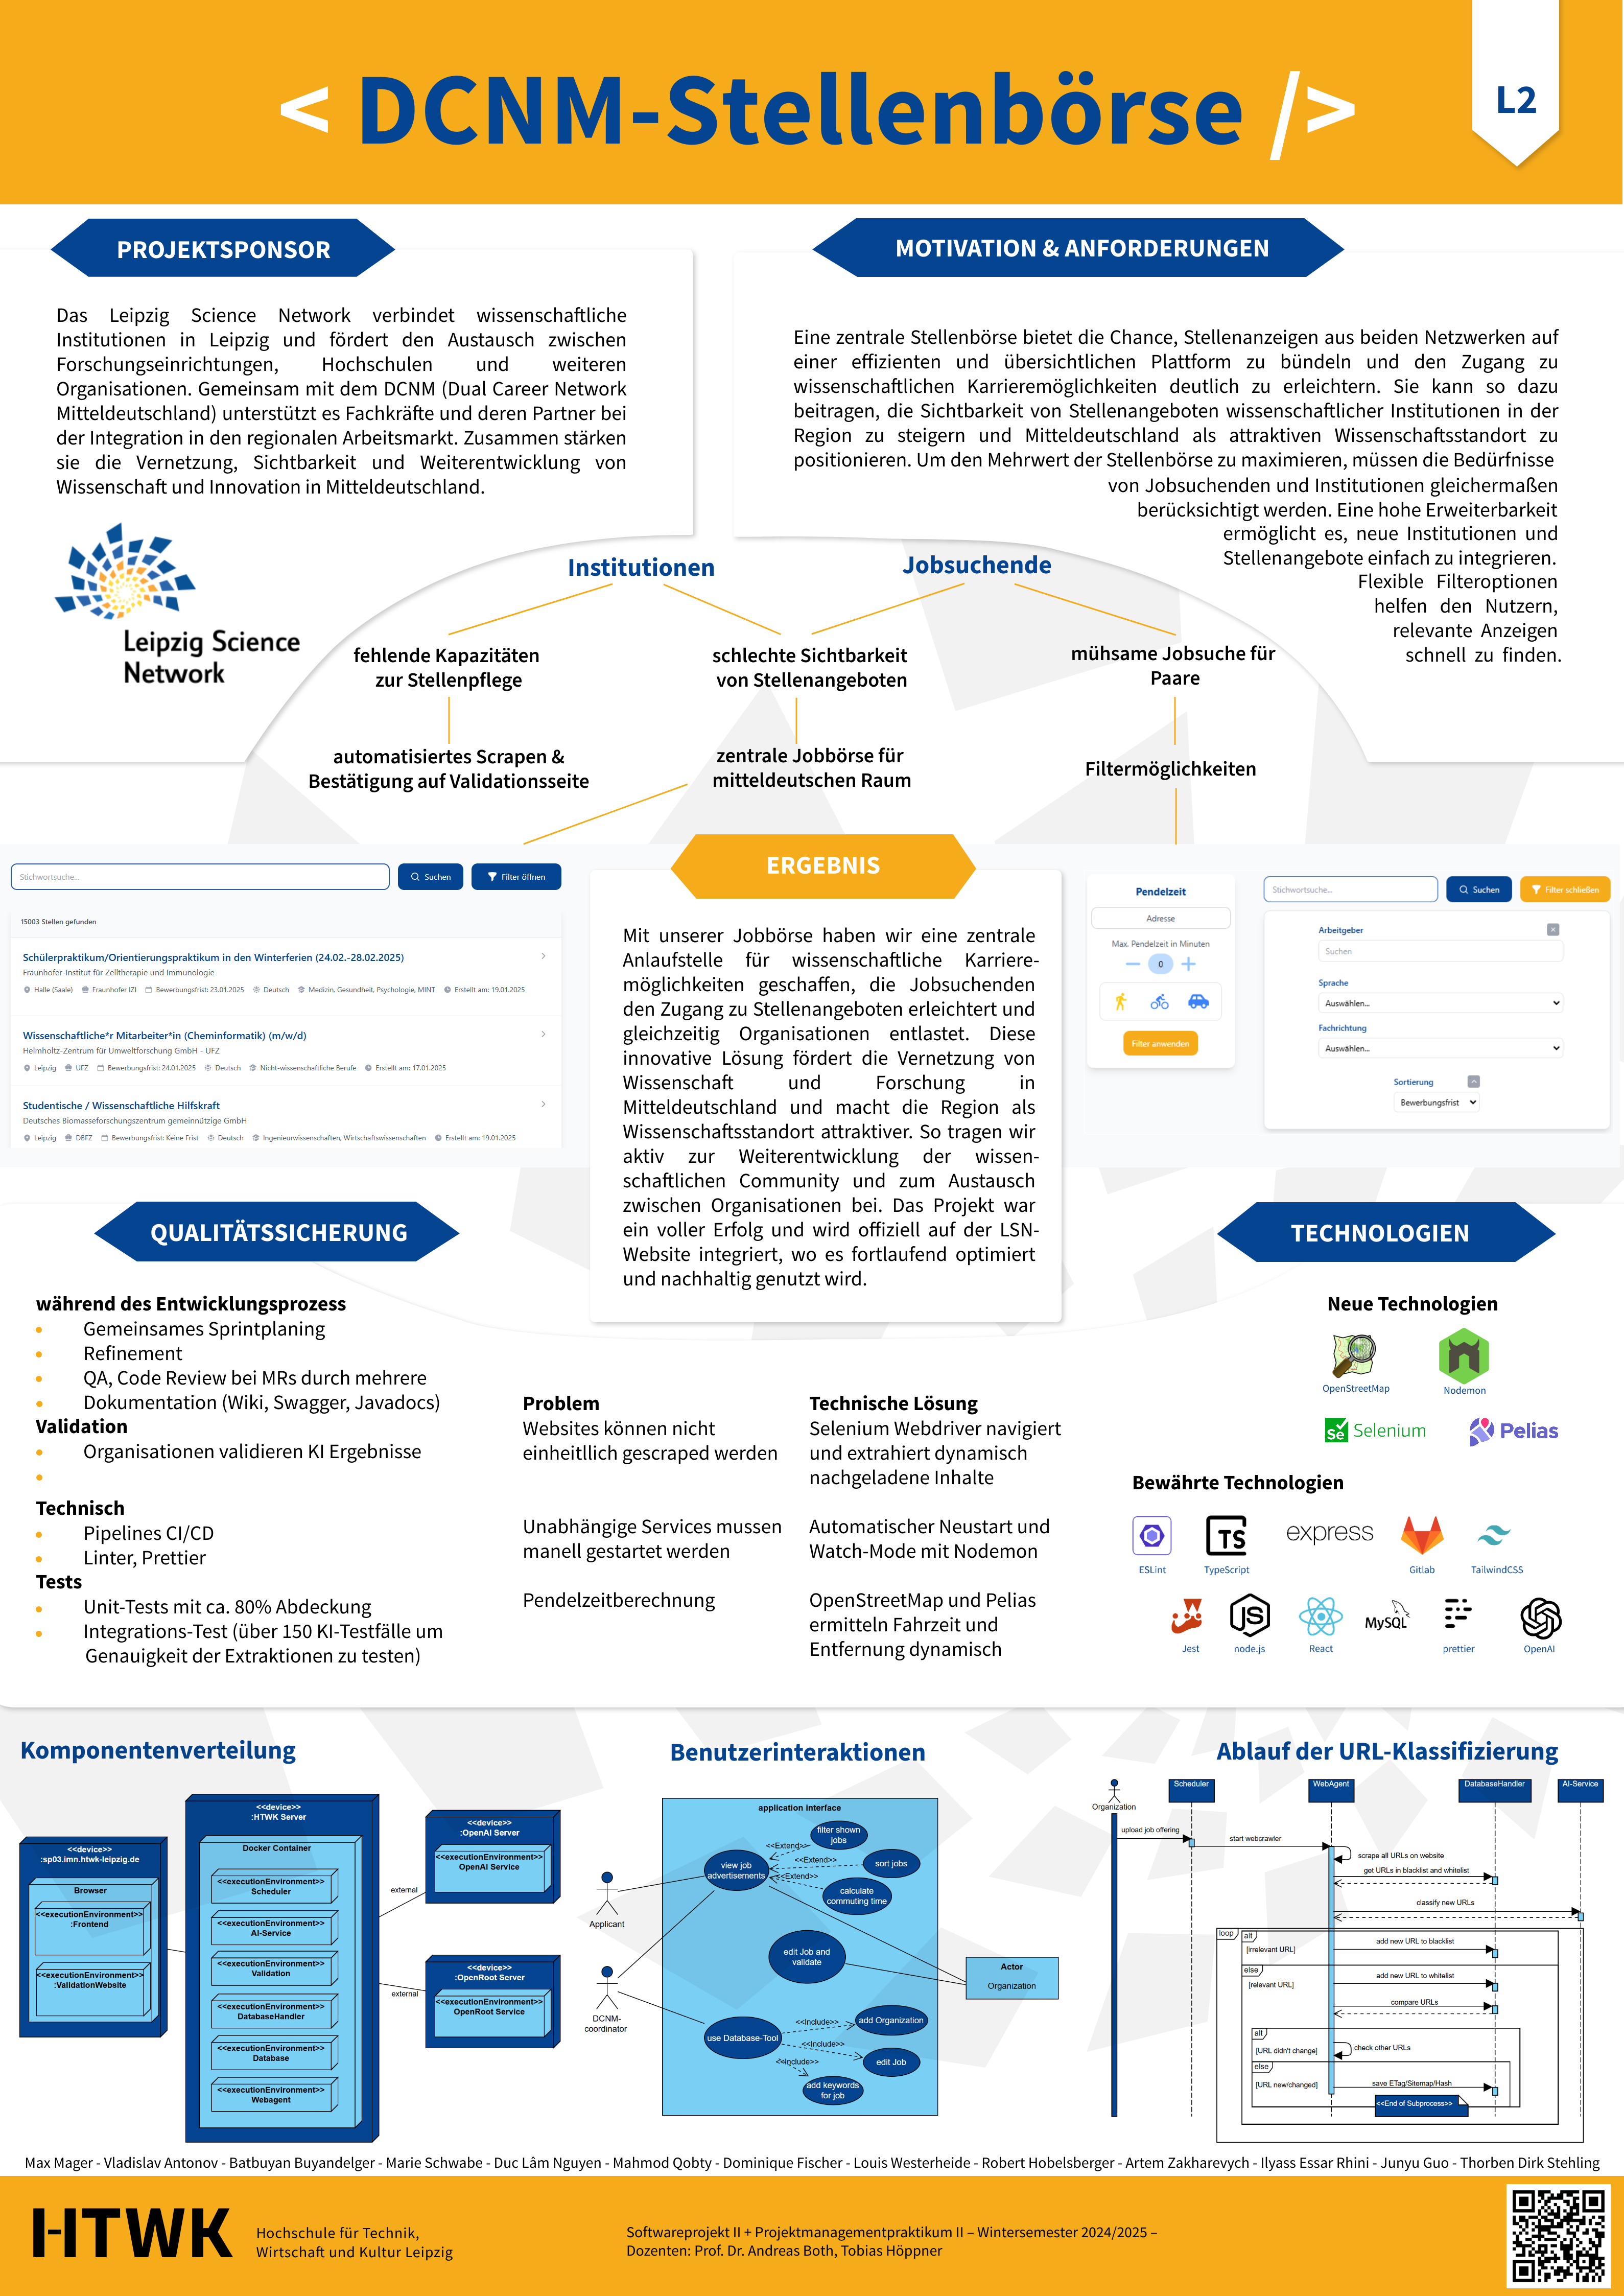 < DCNM-Stellenbörse />
L2
PROJEKTSPONSOR
Das Leipzig Science Network verbindet wissenschaftliche
Institutionen in Leipzig und fördert den Austausch zwischen
Forschungseinrichtungen, Hochschulen und weiteren
Organisationen. Gemeinsam mit dem DCNM (Dual Career Network
Mitteldeutschland) unterstützt es Fachkräfte und deren Partner bei
der Integration in den regionalen Arbeitsmarkt. Zusammen stärken
sie die Vernetzung, Sichtbarkeit und Weiterentwicklung von
Wissenschaft und Innovation in Mitteldeutschland.
Leipzig Science
Network
MOTIVATION & ANFORDERUNGEN
Eine zentrale Stellenbörse bietet die Chance, Stellenanzeigen aus beiden Netzwerken auf
einer effizienten und übersichtlichen Plattform zu bündeln und den Zugang zu
wissenschaftlichen Karrieremöglichkeiten deutlich zu erleichtern. Sie kann so dazu
beitragen, die Sichtbarkeit von Stellenangeboten wissenschaftlicher Institutionen in der
Region zu steigern und Mitteldeutschland als attraktiven Wissenschaftsstandort zu
positionieren. Um den Mehrwert der Stellenbörse zu maximieren, müssen die Bedürfnisse
von Jobsuchenden und Institutionen gleichermaßen
berücksichtigt werden. Eine hohe Erweiterbarkeit
ermöglicht es, neue Institutionen und
Stellenangebote einfach zu integrieren.
Flexible Filteroptionen
helfen den Nutzern,
relevante Anzeigen
schnell zu finden.
Institutionen
Jobsuchende
fehlende Kapazitäten
zur Stellenpflege
schlechte Sichtbarkeit
von Stellenangeboten
mühsame Jobsuche für
Paare
automatisiertes Scrapen &
Bestätigung auf Validationsseite
zentrale Jobbörse für
mitteldeutschen Raum
Filtermöglichkeiten
Stichwortsuche...
Suchen
Filter öffnen
15003 Stellen gefunden
Schülerpraktikum/Orientierungspraktikum in den Winterferien (24.02.-28.02.2025)
Fraunhofer-Institut für Zelltherapie und Immunologie
Halle (Saale) Fraunhofer IZI Bewerbungsfrist: 23.01.2025 Deutsch Medizin, Gesundheit, Psychologie, MINT Erstellt am: 19.01.2025
Wissenschaftliche*r Mitarbeiter*in (Cheminformatik) (m/w/d)
Helmholtz-Zentrum für Umweltforschung GmbH - UFZ
Leipzig UFZ Bewerbungsfrist: 24.01.2025 Deutsch Nicht-wissenschaftliche Berufe Erstellt am: 17.01.2025
Studentische / Wissenschaftliche Hilfskraft
Deutsches Biomasseforschungszentrum gemeinnützige GmbH
Leipzig DBFZ Bewerbungsfrist: Keine Frist Deutsch Ingenieurwissenschaften, Wirtschaftswissenschaften Erstellt am: 19.01.2025
ERGEBNIS
Mit unserer Jobbörse haben wir eine zentrale
Anlaufstelle für wissenschaftliche Karriere-
möglichkeiten geschaffen, die Jobsuchenden
den Zugang zu Stellenangeboten erleichtert und
gleichzeitig Organisationen entlastet. Diese
innovative Lösung fördert die Vernetzung von
Wissenschaft und Forschung in
Mitteldeutschland und macht die Region als
Wissenschaftsstandort attraktiver. So tragen wir
aktiv zur Weiterentwicklung der wissen-
schaftlichen Community und zum Austausch
zwischen Organisationen bei. Das Projekt war
ein voller Erfolg und wird offiziell auf der LSN-
Website integriert, wo es fortlaufend optimiert
und nachhaltig genutzt wird.
Pendelzeit
Adresse
Max. Pendelzeit in Minuten
0
Filter anwenden
Stichwortsuche...
Suchen
Filter schließen
Arbeitgeber
Suchen
Sprache
Auswählen...
Fachrichtung
Auswählen...
Sortierung
Bewerbungsfrist
QUALITÄTSSICHERUNG
während des Entwicklungsprozess
• Gemeinsames Sprintplaning
• Refinement
• QA, Code Review bei MRs durch mehrere
• Dokumentation (Wiki, Swagger, Javadocs)
Validation
• Organisationen validieren KI Ergebnisse
•
Technisch
• Pipelines CI/CD
• Linter, Prettier
Tests
• Unit-Tests mit ca. 80% Abdeckung
• Integrations-Test (über 150 KI-Testfälle um
Genauigkeit der Extraktionen zu testen)
Problem
Websites können nicht
einheitllich gescraped werden
Unabhängige Services mussen
manell gestartet werden
Pendelzeitberechnung
Technische Lösung
Selenium Webdriver navigiert
und extrahiert dynamisch
nachgeladene Inhalte
Automatischer Neustart und
Watch-Mode mit Nodemon
OpenStreetMap und Pelias
ermitteln Fahrzeit und
Entfernung dynamisch
TECHNOLOGIEN
Neue Technologien
OpenStreetMap
Nodemon
Se Selenium
Pelias
Bewährte Technologien
ESLint
TS
TypeScript
express
Gitlab
TailwindCSS
Jest
JS
node.js
React
MySQL
prettier
OpenAI
Komponentenverteilung
<<device>>
:sp03.imn.htwk-leipzig.de
Browser
<<executionEnvironment>>
:Frontend
<<executionEnvironment>>
:ValidationWebsite
<<device>>
:HTWK Server
Docker Container
<<executionEnvironment>>
Scheduler
<<executionEnvironment>>
AI-Service
<<executionEnvironment>>
Validation
<<executionEnvironment>>
DatabaseHandler
<<executionEnvironment>>
Database
<<executionEnvironment>>
Webagent
external
external
<<device>>
:OpenAI Server
<<executionEnvironment>>
OpenAI Service
<<device>>
:OpenRoot Server
<<executionEnvironment>>
OpenRoot Service
Benutzerinteraktionen
application interface
filter shown
jobs
<<Extend>>
view job
advertisements
<<Extend>>
sort jobs
<<Extend>>
calculate
commuting time
Applicant
edit Job and
validate
Actor
Organization
DCNM-
coordinator
use Database-Tool
<<Include>>
add Organization
<<Include>>
edit Job
<<Include>>
add keywords
for job
Ablauf der URL-Klassifizierung
Organization
Scheduler
WebAgent
DatabaseHandler
AI-Service
upload job offering
start webcrawler
scrape all URLs on website
get URLs in blacklist and whitelist
classify new URLs
loop
alt
[irrelevant URL]
add new URL to blacklist
else
[relevant URL]
add new URL to whitelist
compare URLs
alt
[URL didn't change]
check other URLs
else
[URL new/changed]
save ETag/Sitemap/Hash
<<End of Subprocess>>
Max Mager - Vladislav Antonov - Batbuyan Buyandelger - Marie Schwabe - Duc Lâm Nguyen - Mahmod Qobty - Dominique Fischer - Louis Westerheide - Robert Hobelsberger - Artem Zakharevych - Ilyass Essar Rhini - Junyu Guo - Thorben Dirk Stehling
HTWK
Hochschule für Technik,
Wirtschaft und Kultur Leipzig
Softwareprojekt II + Projektmanagementpraktikum II – Wintersemester 2024/2025 –
Dozenten: Prof. Dr. Andreas Both, Tobias Höppner